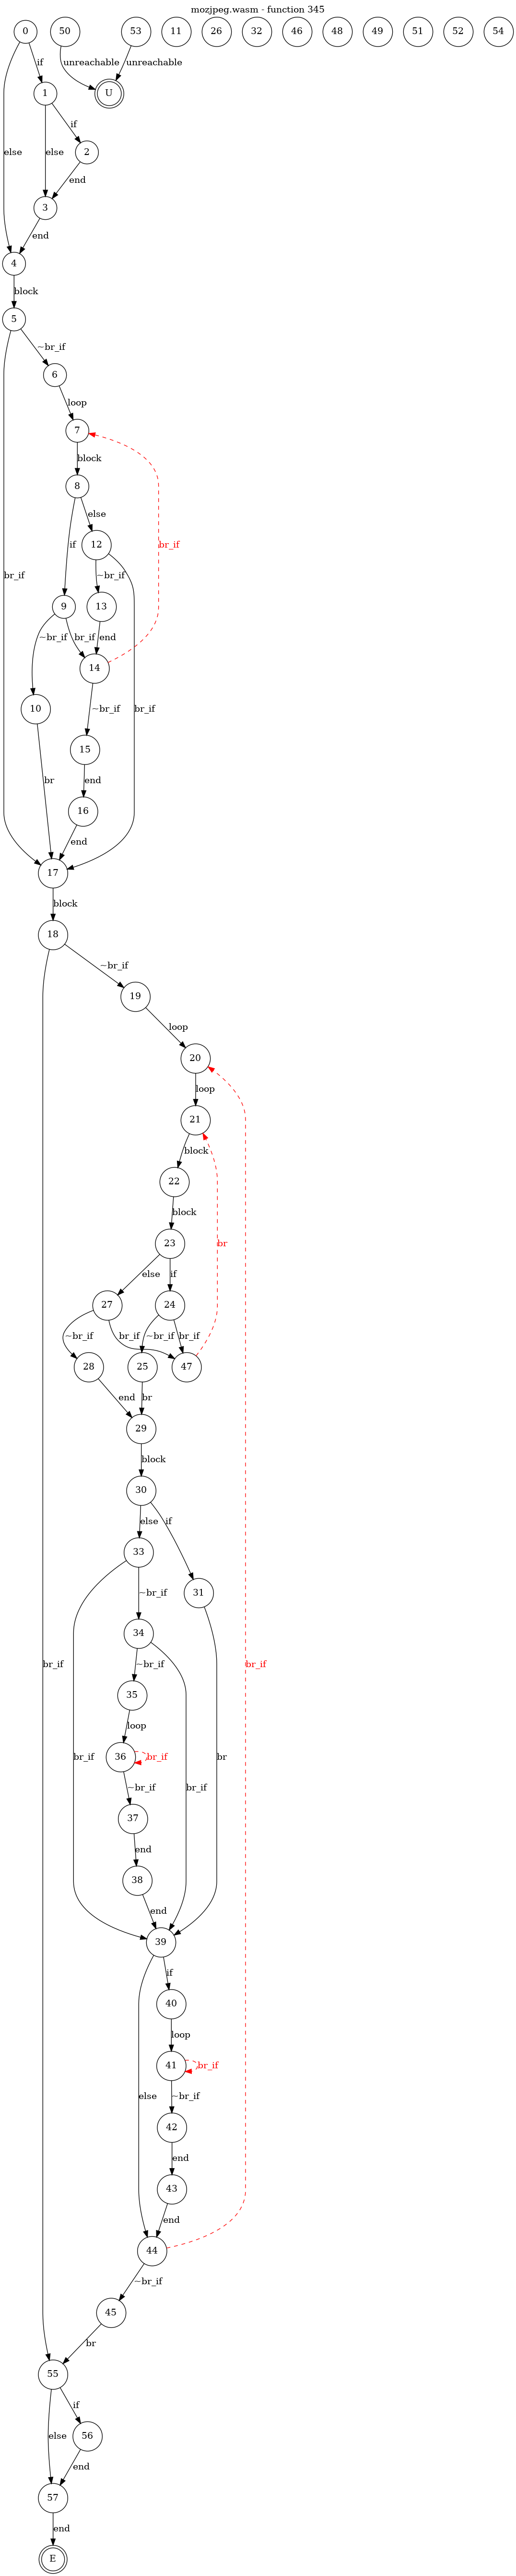 mozjpeg.wasm - function 345
0 50 53 11 26 32 46 48 49 51 52 54
if unreachable unreachable
1 U
else if
else 2
end
3
end
4
block
5
~br_if
6
loop
7
block
8
else
12
br_if
if ~br_if
br_if
9 13
~br_if br_if end
14
10 ~br_if br_if
15
br end
16
end
17
block
18
~br_if
19
loop
20
loop
21
block
22
block
23
br
else if
27 24
~br_if br_if ~br_if br_if
28 25 47
end br
29
block
30
else if
33
~br_if 31
34
br_if ~br_if br_if
35
loop
br_if 36 br_if br_if br
~br_if
37
end
38
end
39
if
40
loop
41 br_if
else ~br_if
42
end
43
end
44
~br_if
45
br
55
if
else 56
end
57
end
E